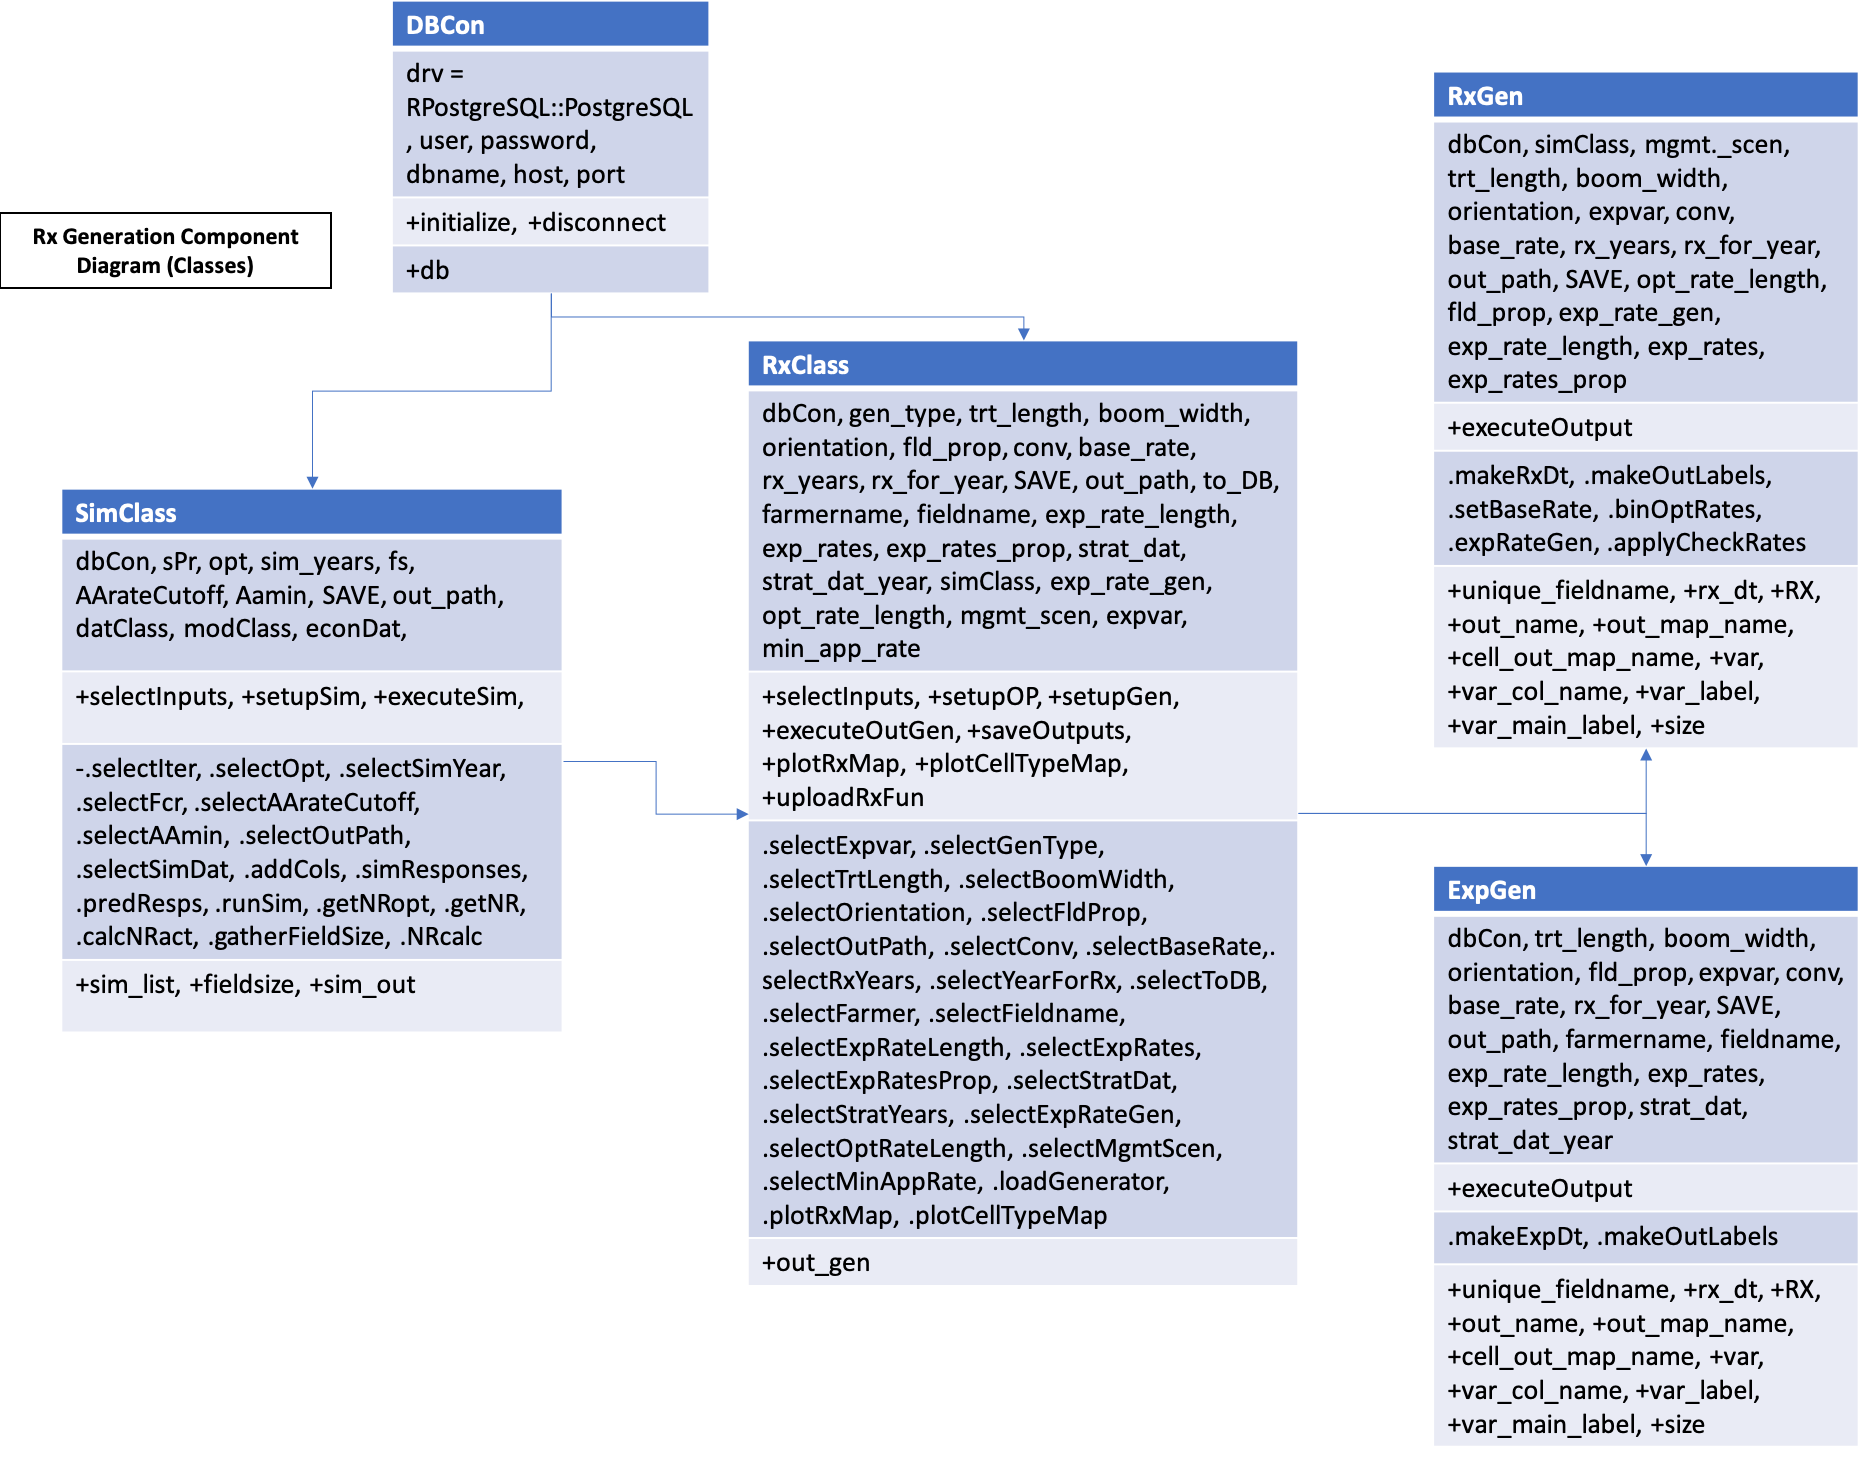 DBCon
drv =
RPostgreSQL::PostgreSQL
, user, password,
dbname, host, port
+initialize, +disconnect
+db
Rx Generation Component
Diagram (Classes)
SimClass
dbCon, sPr, opt, sim_years, fs,
AArateCutoff, Aamin, SAVE, out_path,
datClass, modClass, econDat,
+selectInputs, +setupSim, +executeSim,
-.selectIter, .selectOpt, .selectSimYear,
.selectFcr, .selectAArateCutoff,
.selectAAmin, .selectOutPath,
.selectSimDat, .addCols, .simResponses,
.predResps, .runSim, .getNRopt, .getNR,
.calcNRact, .gatherFieldSize, .NRcalc
+sim_list, +fieldsize, +sim_out
RxClass
dbCon, gen_type, trt_length, boom_width,
orientation, fld_prop, conv, base_rate,
rx_years, rx_for_year, SAVE, out_path, to_DB,
farmername, fieldname, exp_rate_length,
exp_rates, exp_rates_prop, strat_dat,
strat_dat_year, simClass, exp_rate_gen,
opt_rate_length, mgmt_scen, expvar,
min_app_rate
+selectInputs, +setupOP, +setupGen,
+executeOutGen, +saveOutputs,
+plotRxMap, +plotCellTypeMap,
+uploadRxFun
.selectExpvar, .selectGenType,
.selectTrtLength, .selectBoomWidth,
.selectOrientation, .selectFldProp,
.selectOutPath, .selectConv, .selectBaseRate,.
selectRxYears, .selectYearForRx, .selectToDB,
.selectFarmer, .selectFieldname,
.selectExpRateLength, .selectExpRates,
.selectExpRatesProp, .selectStratDat,
.selectStratYears, .selectExpRateGen,
.selectOptRateLength, .selectMgmtScen,
.selectMinAppRate, .loadGenerator,
.plotRxMap, .plotCellTypeMap
+out_gen
RxGen
dbCon, simClass, mgmt._scen,
trt_length, boom_width,
orientation, expvar, conv,
base_rate, rx_years, rx_for_year,
out_path, SAVE, opt_rate_length,
fld_prop, exp_rate_gen,
exp_rate_length, exp_rates,
exp_rates_prop
+executeOutput
.makeRxDt, .makeOutLabels,
.setBaseRate, .binOptRates,
.expRateGen, .applyCheckRates
+unique_fieldname, +rx_dt, +RX,
+out_name, +out_map_name,
+cell_out_map_name, +var,
+var_col_name, +var_label,
+var_main_label, +size
ExpGen
dbCon, trt_length, boom_width,
orientation, fld_prop, expvar, conv,
base_rate, rx_for_year, SAVE,
out_path, farmername, fieldname,
exp_rate_length, exp_rates,
exp_rates_prop, strat_dat,
strat_dat_year
+executeOutput
.makeExpDt, .makeOutLabels
+unique_fieldname, +rx_dt, +RX,
+out_name, +out_map_name,
+cell_out_map_name, +var,
+var_col_name, +var_label,
+var_main_label, +size